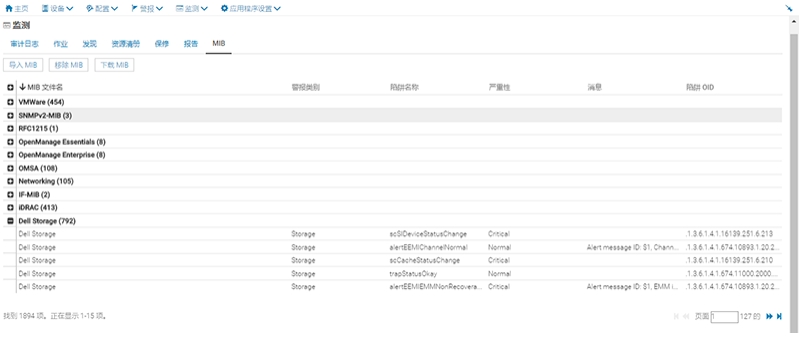 主页 设备 配置 警报 监测 应用程序设置
监测
审计日志 作业 发现 资源清册 保修 报告 MIB
导入 MIB 移除 MIB 下载 MIB
MIB 文件名 警报类别 陷阱名称 严重性 消息 陷阱 OID
VMWare (454)
SNMPv2-MIB (3)
RFC1215 (1)
OpenManage Essentials (8)
OpenManage Enterprise (8)
OMSA (108)
Networking (105)
IF-MIB (2)
iDRAC (413)
Dell Storage (792)
Dell Storage Storage scSiDeviceStatusChange Critical .1.3.6.1.4.1.16139.251.6.213
Dell Storage Storage alertEEMIChannelNormal Normal Alert message ID: $1, Chann... .1.3.6.1.4.1.674.10893.1.20.2...
Dell Storage Storage scCacheStatusChange Critical .1.3.6.1.4.1.16139.251.6.210
Dell Storage Storage trapStatusOkay Normal .1.3.6.1.4.1.674.11000.2000....
Dell Storage Storage alertEEMIEMMNonRecovera... Critical Alert message ID: $1, EMM i... .1.3.6.1.4.1.674.10893.1.20.2...
找到 1894 项。正在显示 1-15 项。 页面 1 127 的